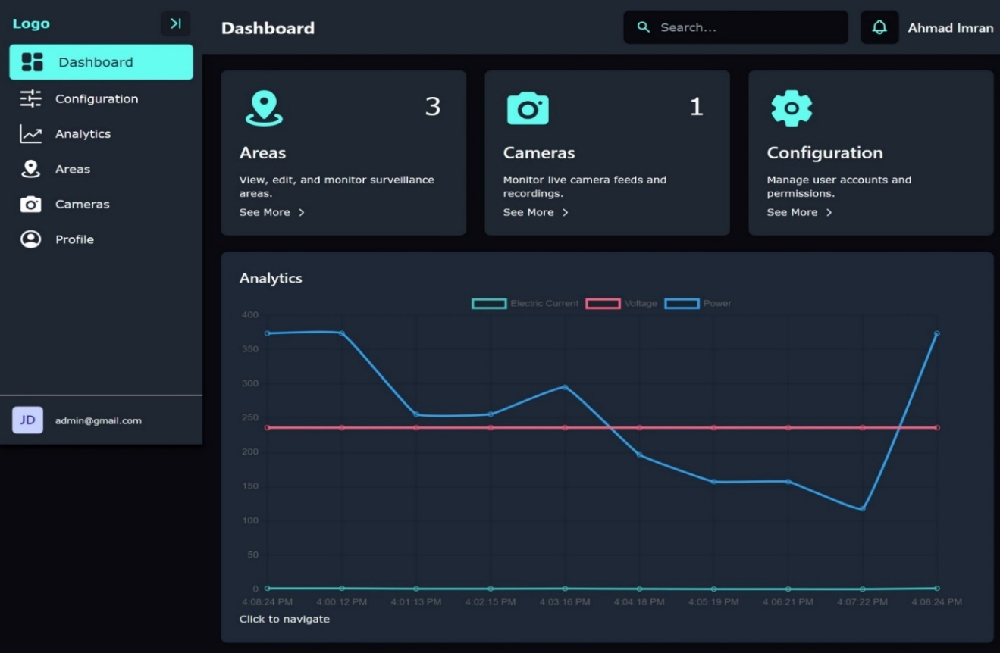 Logo
Dashboard
Configuration
Analytics
Areas
Cameras
Profile
JD
admin@gmail.com
Dashboard
Search...
Ahmad Imran
3
Areas
View, edit, and monitor surveillance
areas.
See More
1
Cameras
Monitor live camera feeds and
recordings.
See More
Configuration
Manage user accounts and
permissions.
See More
Analytics
Electric Current Voltage Power
400
350
300
250
200
150
100
50
0
4:08:24 PM 4:00:12 PM 4:01:13 PM 4:02:15 PM 4:03:16 PM 4:04:18 PM 4:05:19 PM 4:06:21 PM 4:07:22 PM 4:08:24 PM
Click to navigate